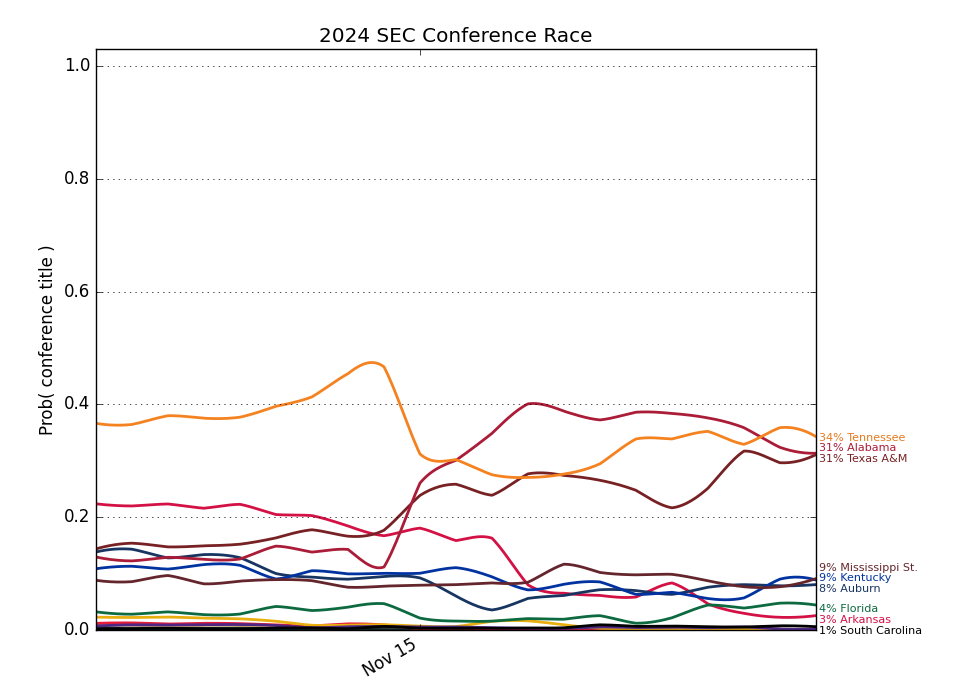 2024 SEC Conference Race
Prob( conference title )
1.0
0.8
0.6
0.4
0.2
0.0
Nov 15
34% Tennessee
31% Alabama
31% Texas A&M
9% Mississippi St.
9% Kentucky
8% Auburn
4% Florida
3% Arkansas
1% South Carolina